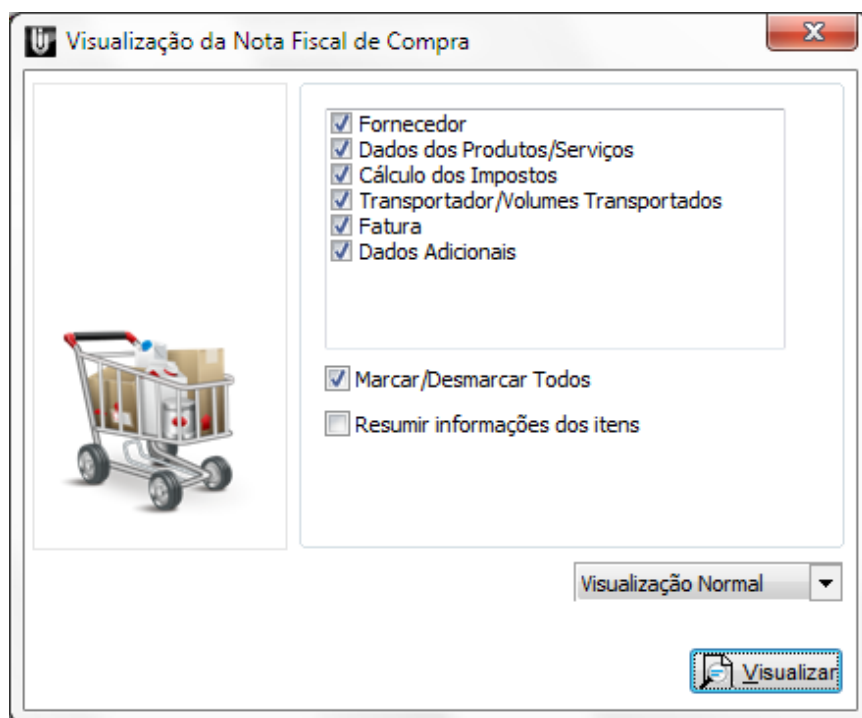 Visualização da Nota Fiscal de Compra
Fornecedor
Dados dos Produtos/Serviços
Cálculo dos Impostos
Transportador/Volumes Transportados
Fatura
Dados Adicionais
Marcar/Desmarcar Todos
Resumir informações dos itens
Visualização Normal
Visualizar